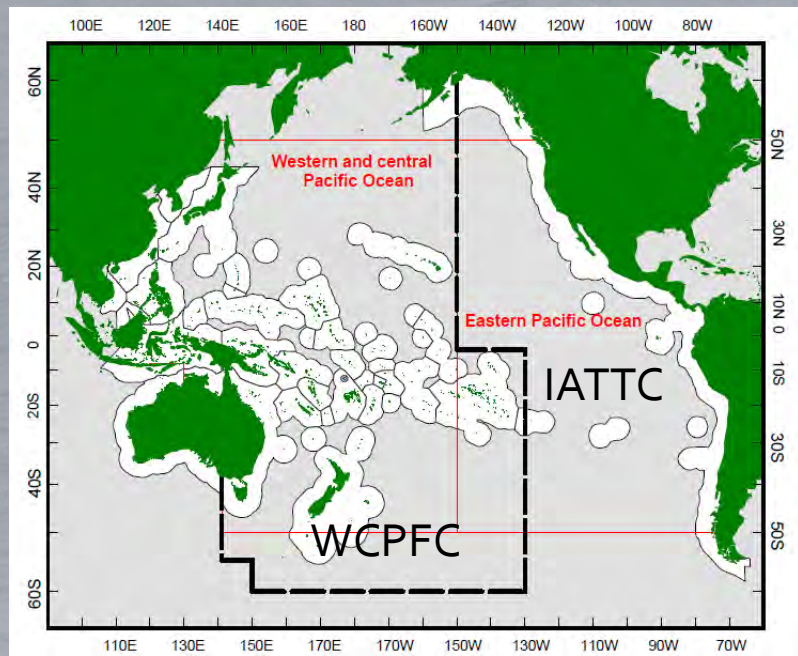 100E 120E 140E 160E 180 160W 140W 120W 100W 80W
60N
40N
20N
0
20S
40S
60S
50N
30N
10N
0
10S
30S
50S
Western and central
Pacific Ocean
Eastern Pacific Ocean
IATTC
WCPFC
110E 130E 150E 170E 170W 150W 130W 110W 90W 70W